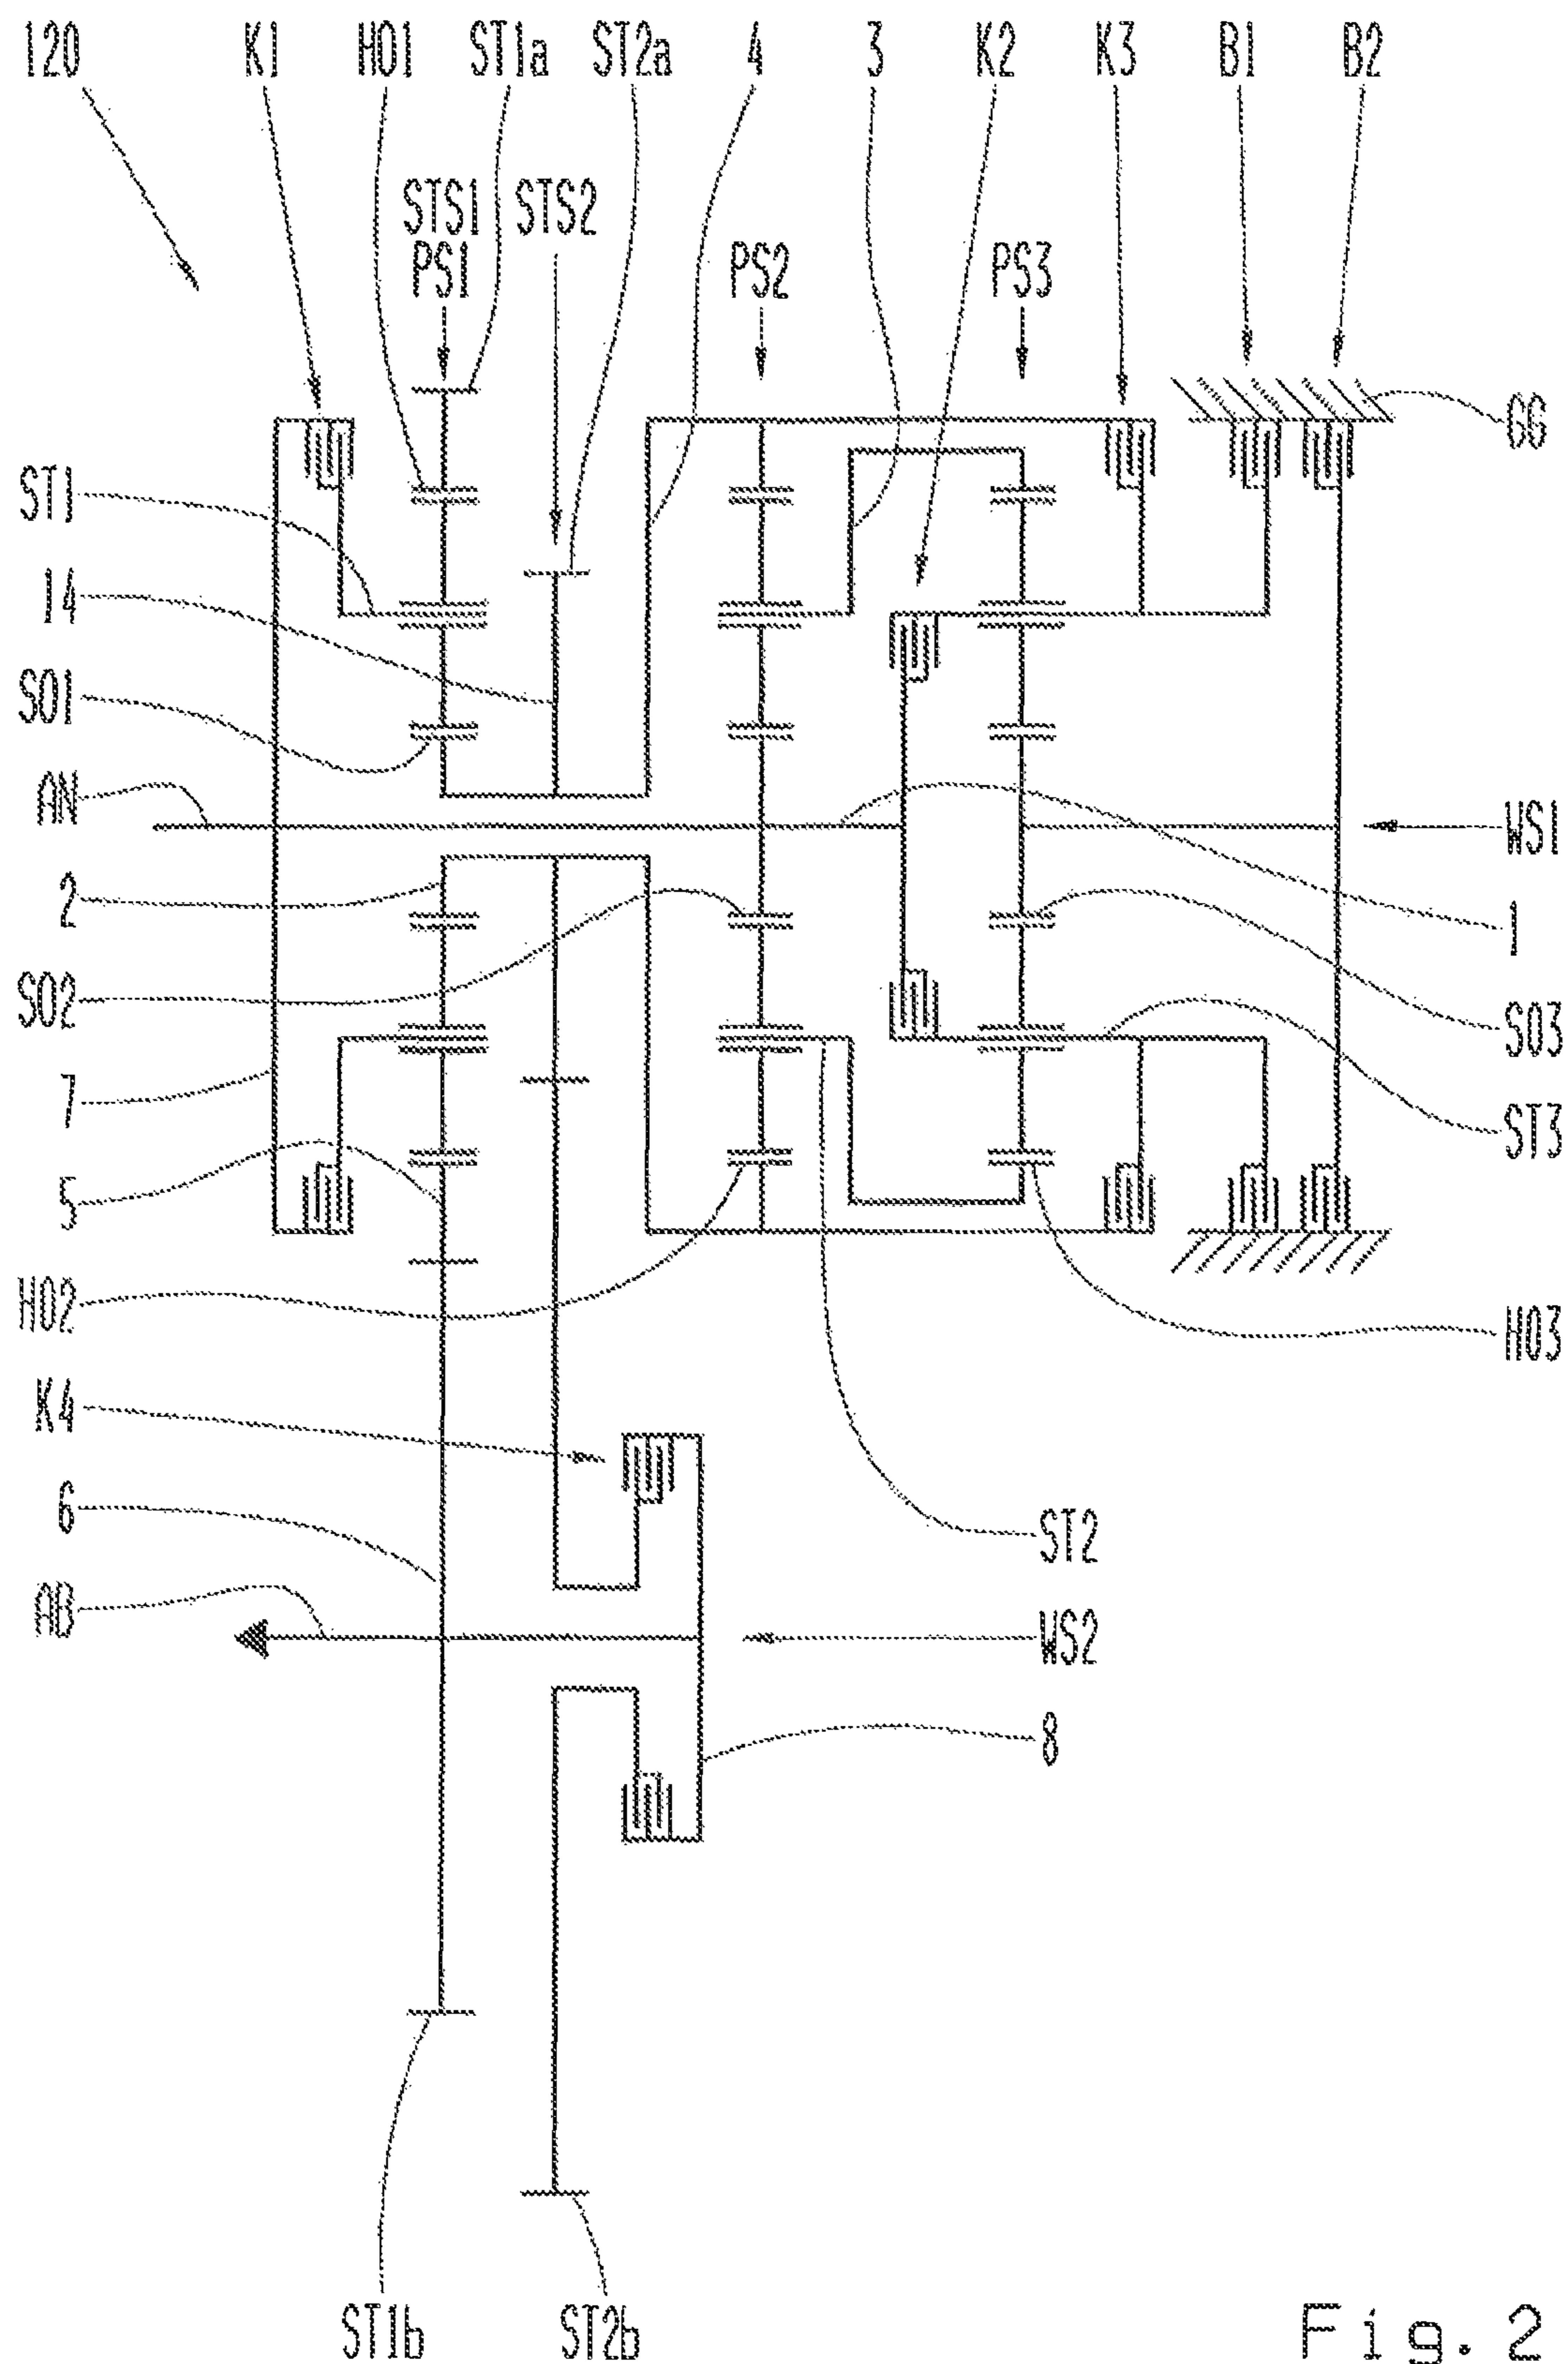 120 K1 HO1 ST1a ST2a 4 3 K2 K3 B1 B2
STS1 STS2
PS1 PS2 PS3
GG
ST1
14
SO1
AN
WS1
2
1
SO2
SO3
7
ST3
5
HO2
HO3
K4
6
ST2
AB
WS2
8
ST1b ST2b
Fig. 2